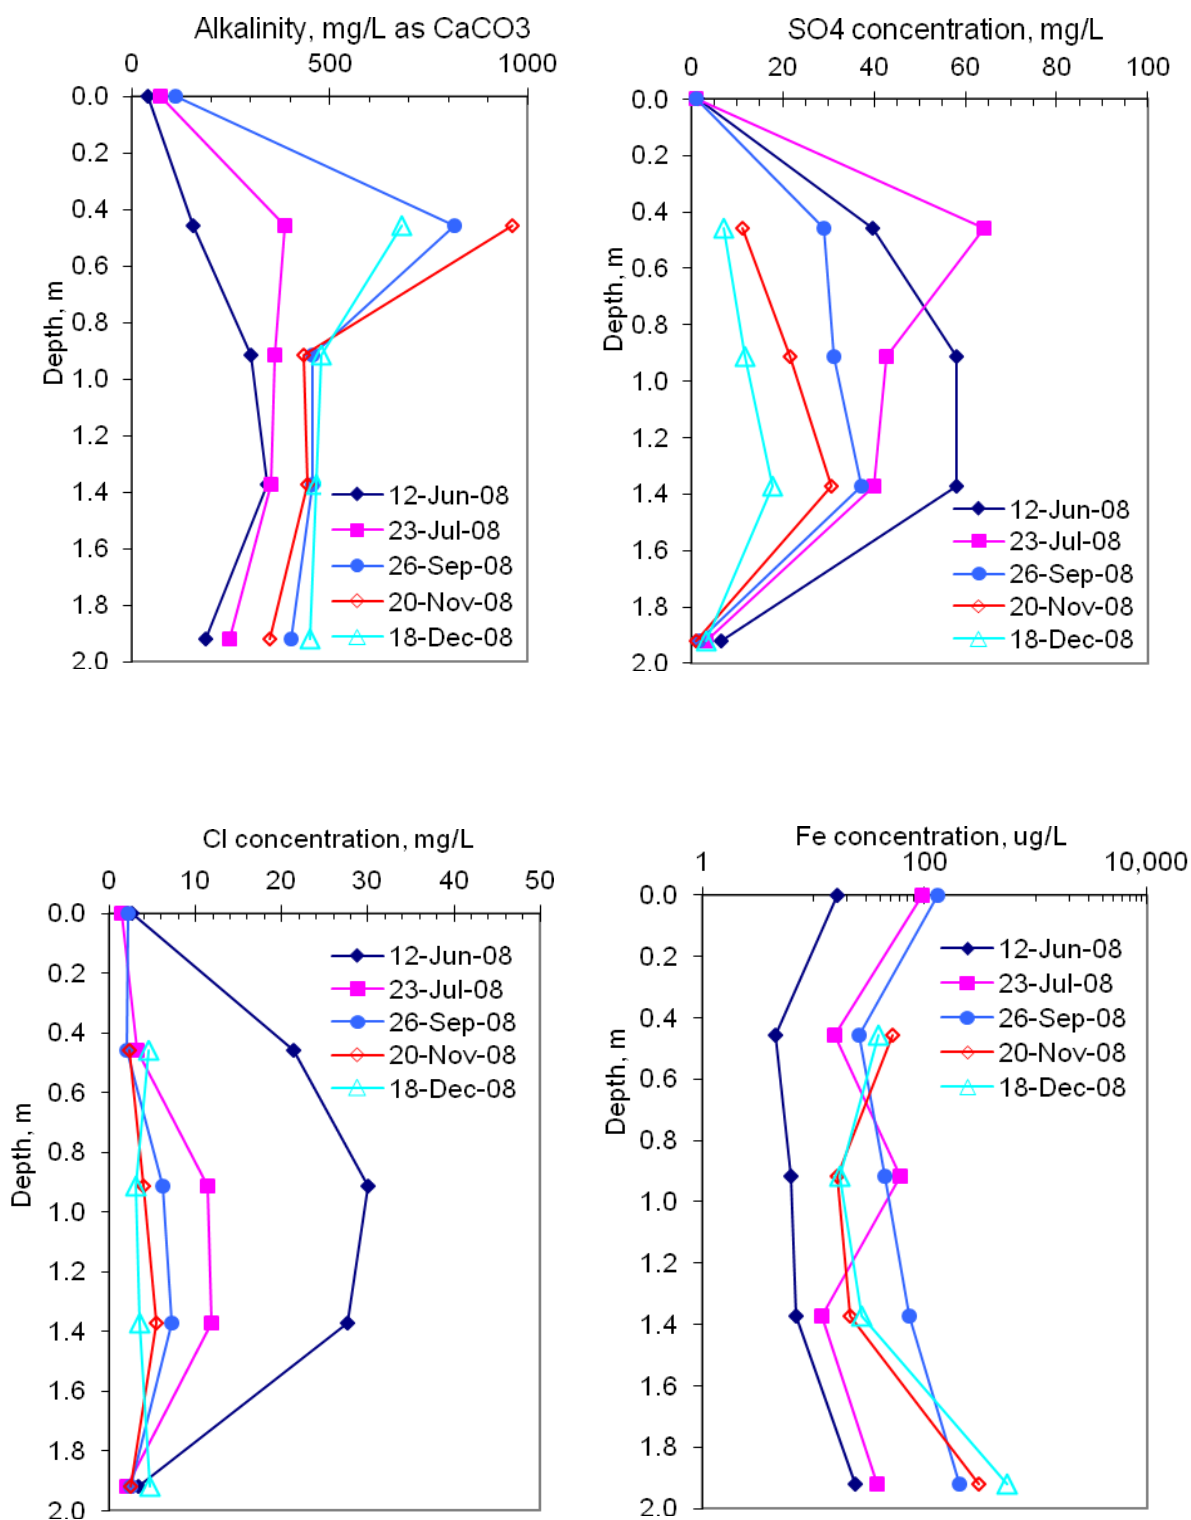 Alkalinity, mg/L as CaCO3
0 500 1000
0.0
0.2
0.4
0.6
0.8
1.0
1.2
1.4
1.6
1.8
2.0
Depth, m
12-Jun-08
23-Jul-08
26-Sep-08
20-Nov-08
18-Dec-08
SO4 concentration, mg/L
0 20 40 60 80 100
0.0
0.2
0.4
0.6
0.8
1.0
1.2
1.4
1.6
1.8
2.0
Depth, m
12-Jun-08
23-Jul-08
26-Sep-08
20-Nov-08
18-Dec-08
Cl concentration, mg/L
0 10 20 30 40 50
0.0
0.2
0.4
0.6
0.8
1.0
1.2
1.4
1.6
1.8
2.0
Depth, m
12-Jun-08
23-Jul-08
26-Sep-08
20-Nov-08
18-Dec-08
Fe concentration, ug/L
1 100 10,000
0.0
0.2
0.4
0.6
0.8
1.0
1.2
1.4
1.6
1.8
2.0
Depth, m
12-Jun-08
23-Jul-08
26-Sep-08
20-Nov-08
18-Dec-08